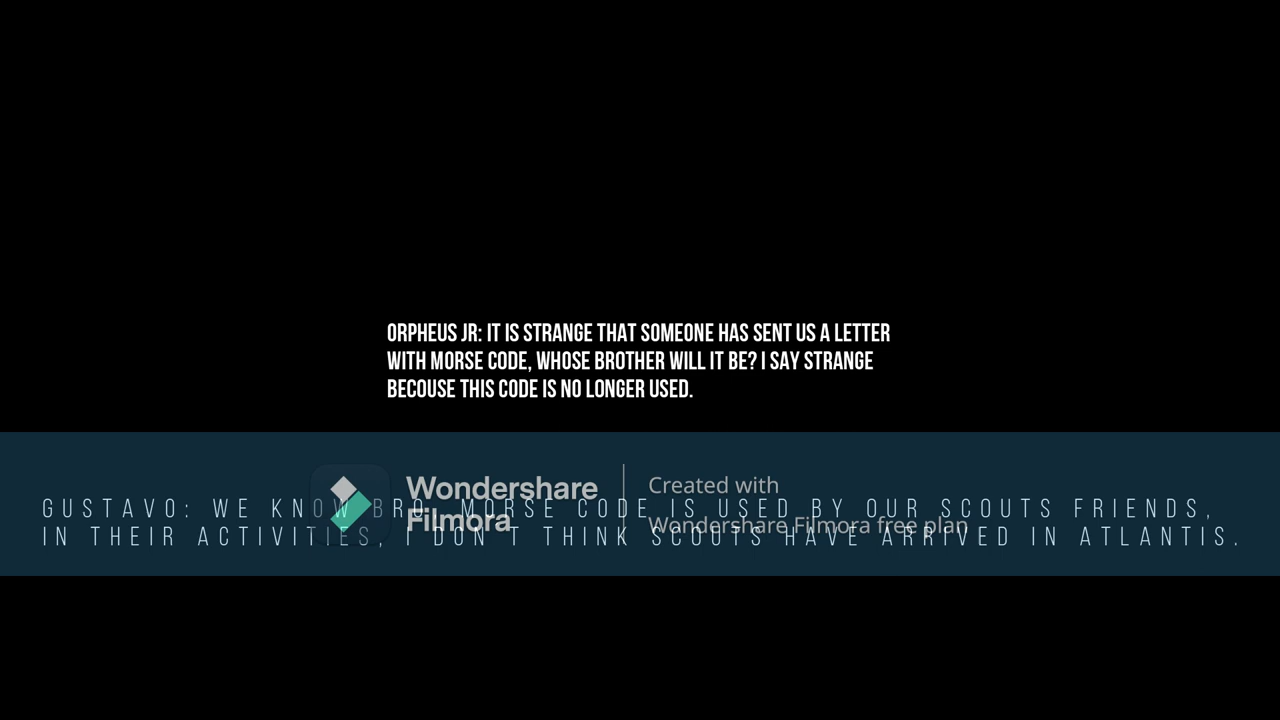 ORPHEUS JR: IT IS STRANGE THAT SOMEONE HAS SENT US A LETTER
WITH MORSE CODE, WHOSE BROTHER WILL IT BE? I SAY STRANGE
BECOUSE THIS CODE IS NO LONGER USED.
Wondershare
Filmora
Created with
Wondershare Filmora free plan
GUSTAVO: WE KNOW BRO, MORSE CODE IS USED BY OUR SCOUTS FRIENDS,
IN THEIR ACTIVITIES, I DON'T THINK SCOUTS HAVE ARRIVED IN ATLANTIS.